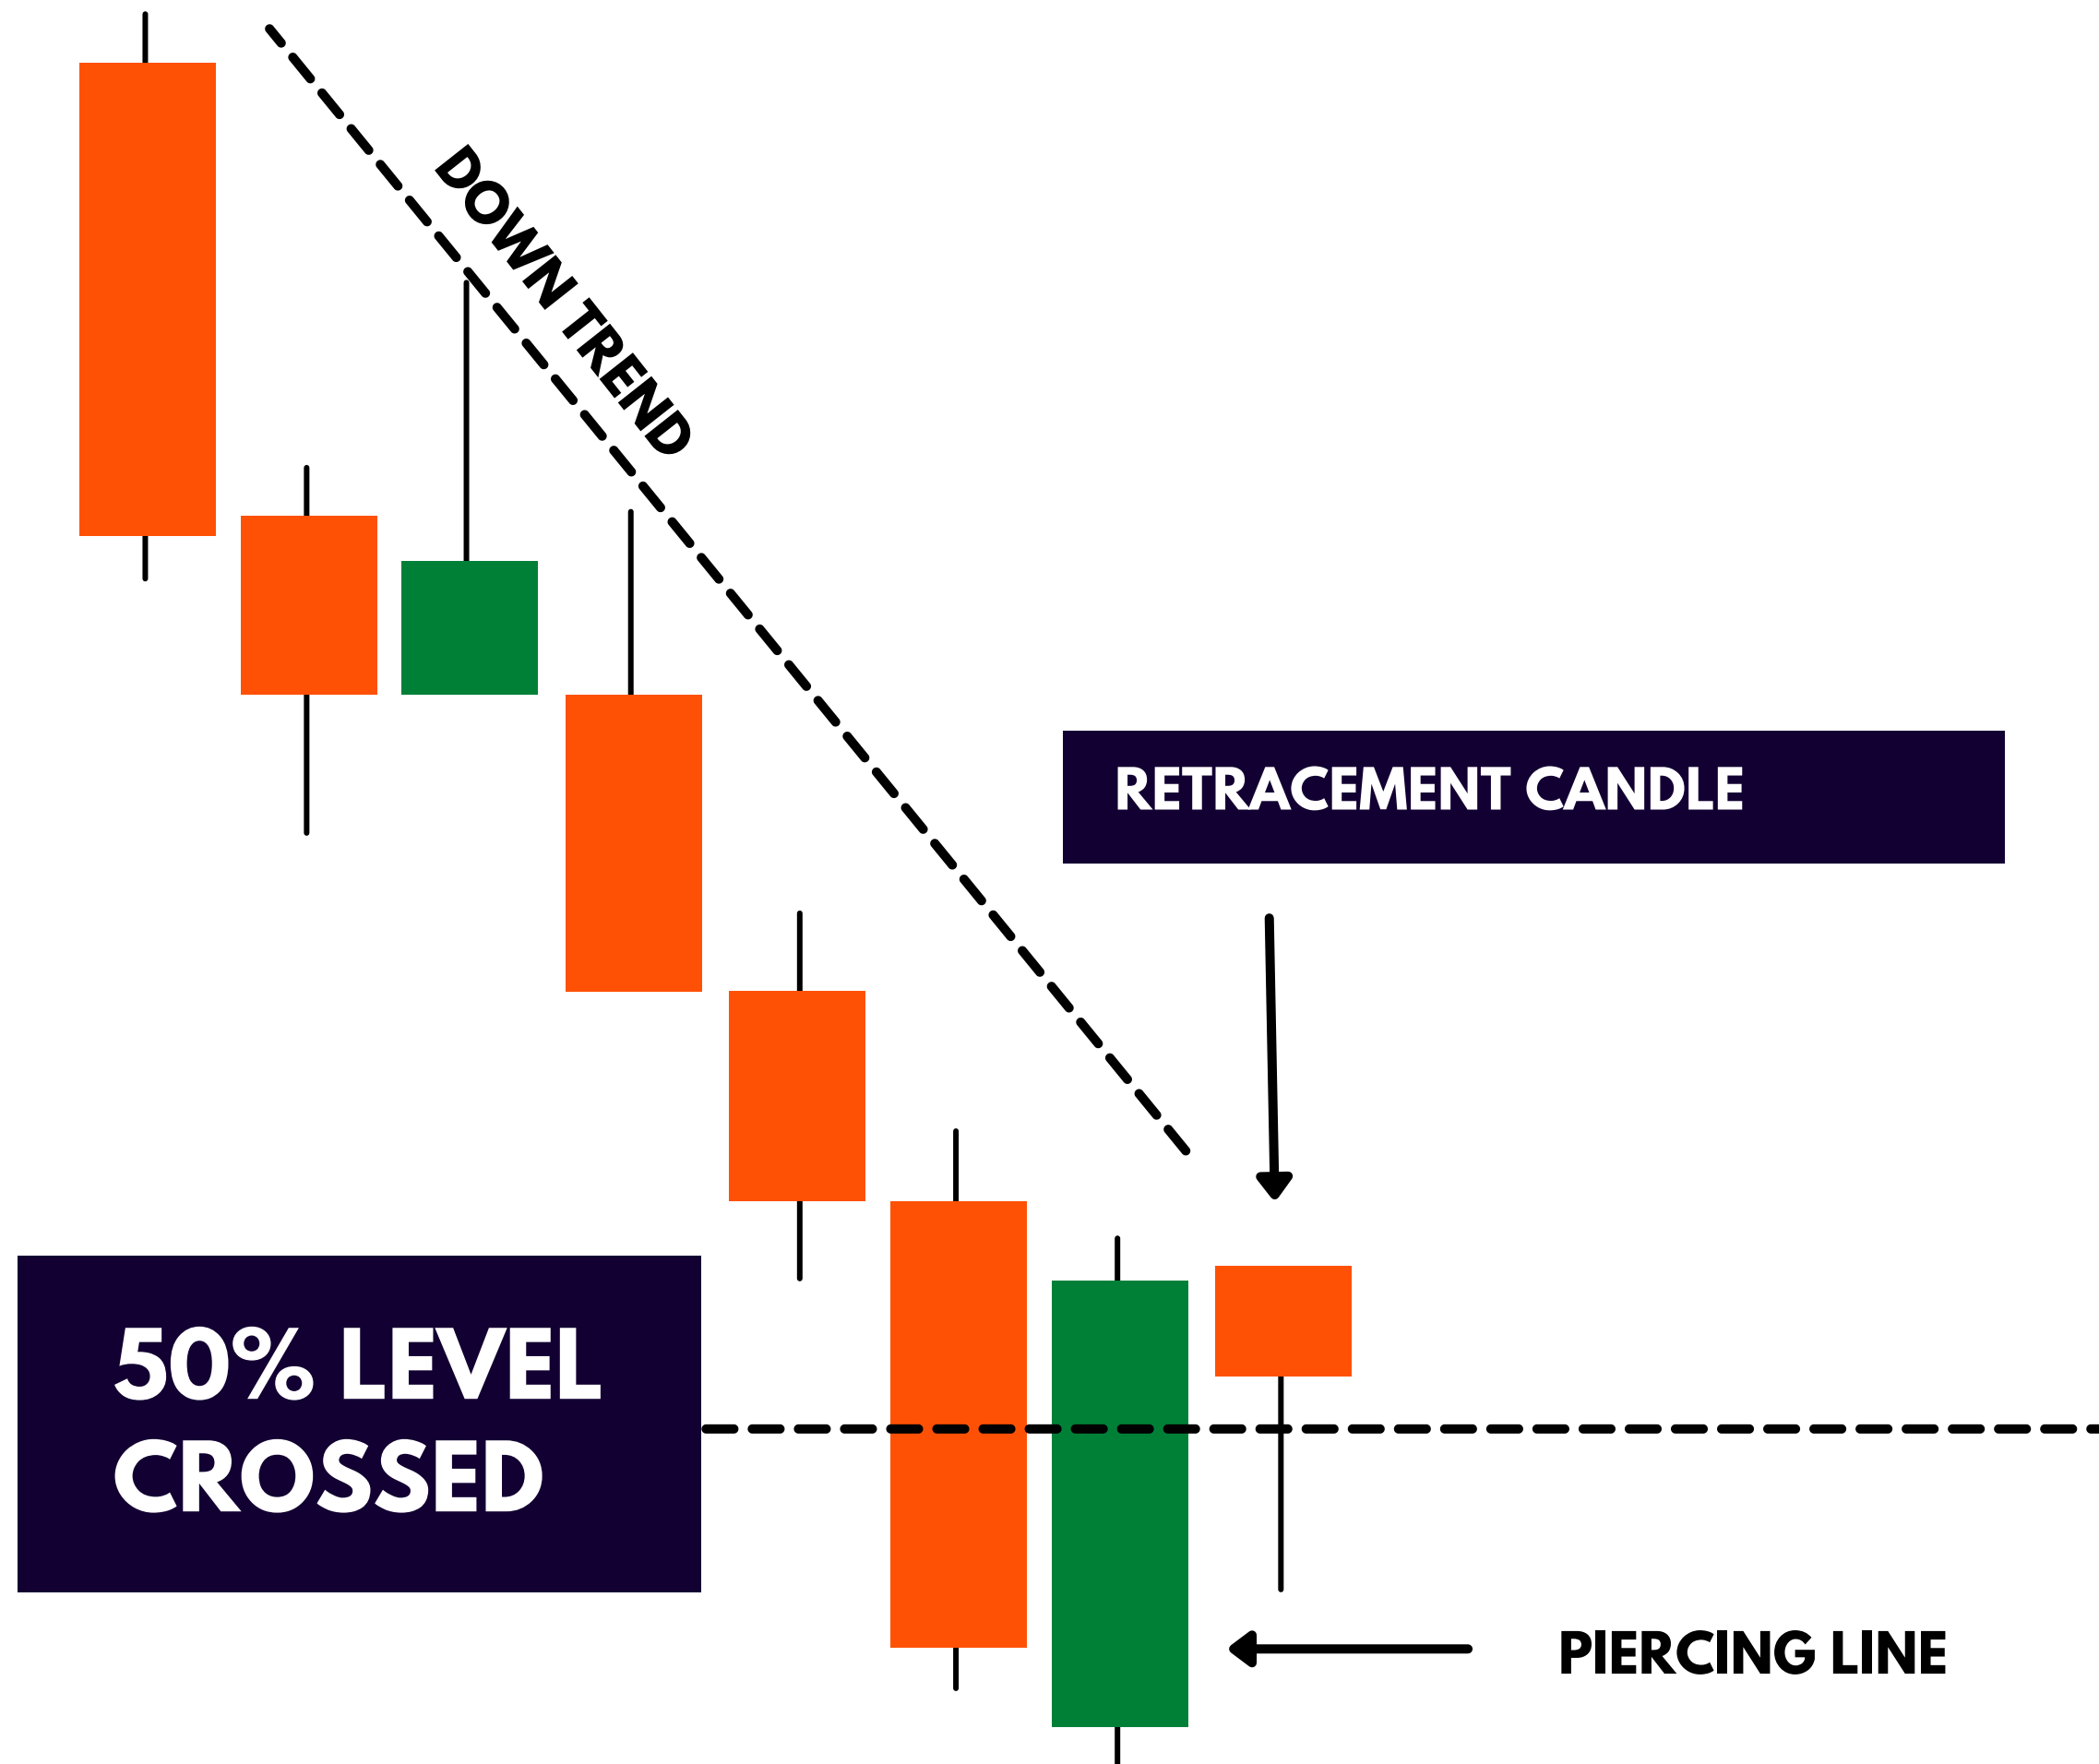 DOWN TREND
RETRACEMENT CANDLE
50% LEVEL
CROSSED
PIERCING LINE